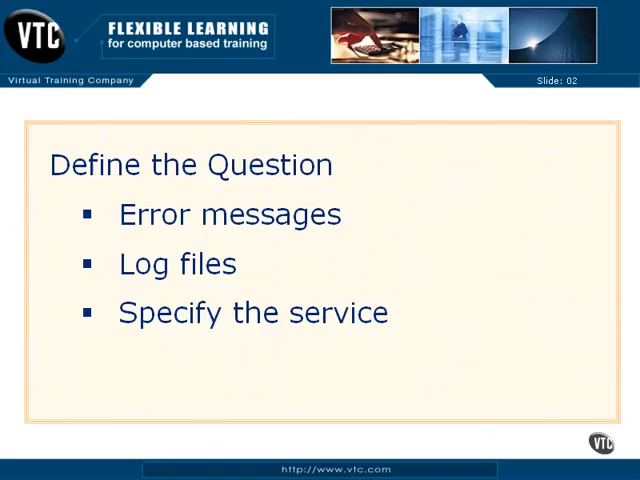 VTC
FLEXIBLE LEARNING
for computer based training
Virtual Training Company
Slide: 02
Define the Question
▪ Error messages
▪ Log files
▪ Specify the service
VTC
http://www.vtc.com